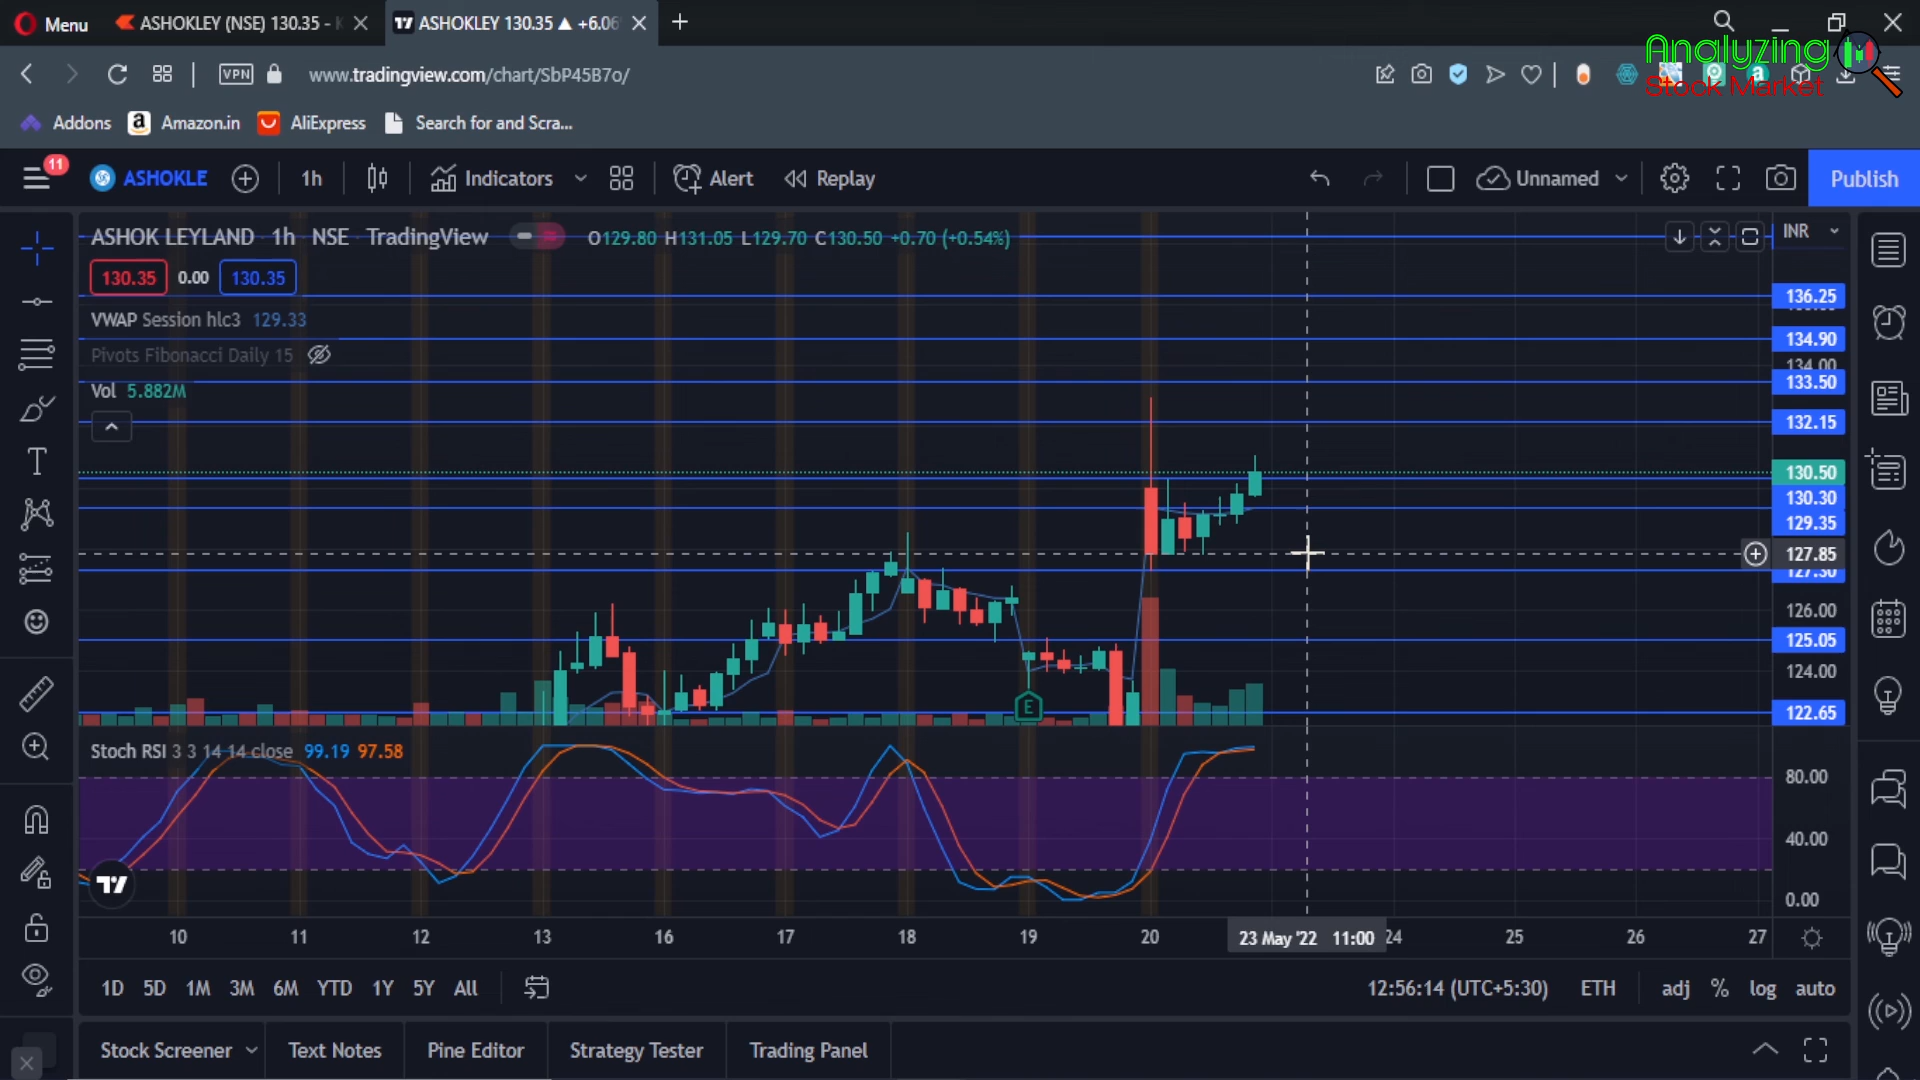 Menu
ASHOKLEY (NSE) 130.35 - K
ASHOKLEY 130.35 ▲ +6.06
VPN
www.tradingview.com/chart/SbP45B7o/
Analyzing
Stock Market
Addons
Amazon.in
AliExpress
Search for and Scra...
11
ASHOKLE
1h
Indicators
Alert
Replay
Unnamed
Publish
ASHOK LEYLAND · 1h · NSE · TradingView
O129.80 H131.05 L129.70 C130.50 +0.70 (+0.54%)
INR
130.35 0.00 130.35
VWAP Session hlc3 129.33
Pivots Fibonacci Daily 15
Vol 5.882M
136.25
134.90
134.00
133.50
132.15
130.50
130.30
129.35
127.85
127.30
126.00
125.05
124.00
122.65
E
Stoch RSI 3 3 14 14 close 99.19 97.58
80.00
40.00
0.00
10 11 12 13 16 17 18 19 20 23 May '22 11:00 24 25 26 27
1D 5D 1M 3M 6M YTD 1Y 5Y All
12:56:14 (UTC+5:30) ETH adj % log auto
Stock Screener Text Notes Pine Editor Strategy Tester Trading Panel